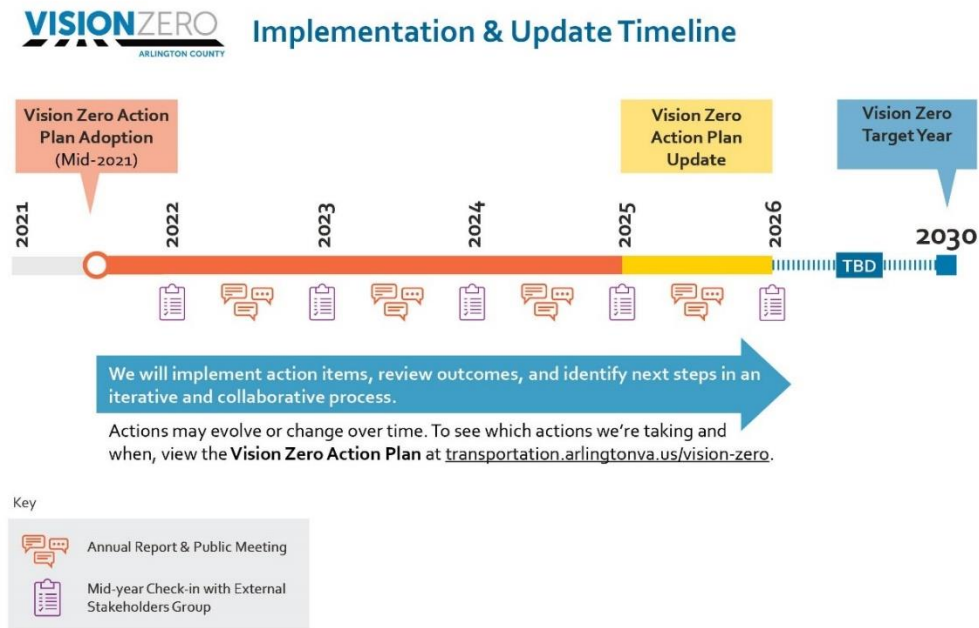 VISIONZERO
ARLINGTON COUNTY
Implementation & Update Timeline
Vision Zero Action
Plan Adoption
(Mid-2021)
Vision Zero
Action Plan
Update
Vision Zero
Target Year
2021
2022
2023
2024
2025
2026
2030
TBD
We will implement action items, review outcomes, and identify next steps in an
iterative and collaborative process.
Actions may evolve or change over time. To see which actions we're taking and
when, view the Vision Zero Action Plan at transportation.arlingtonva.us/vision-zero.
Key
Annual Report & Public Meeting
Mid-year Check-in with External
Stakeholders Group